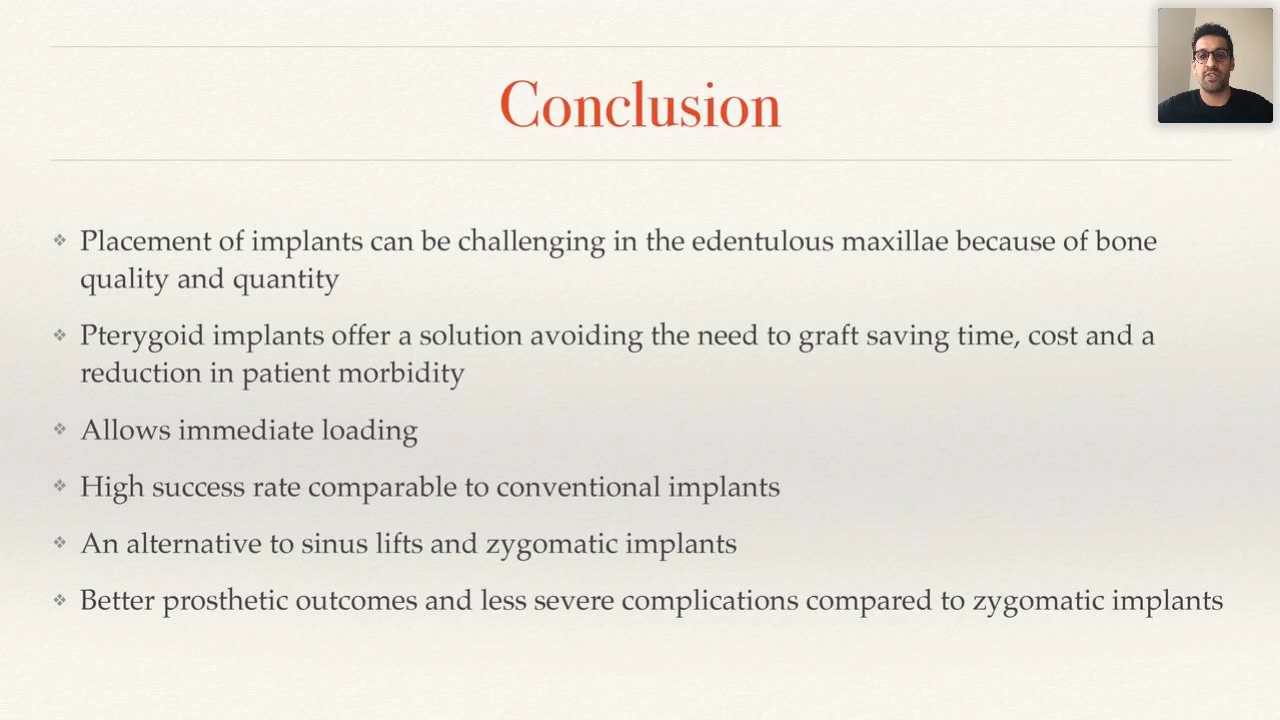 Conclusion
Placement of implants can be challenging in the edentulous maxillae because of bone
quality and quantity
Pterygoid implants offer a solution avoiding the need to graft saving time, cost and a
reduction in patient morbidity
Allows immediate loading
High success rate comparable to conventional implants
An alternative to sinus lifts and zygomatic implants
Better prosthetic outcomes and less severe complications compared to zygomatic implants